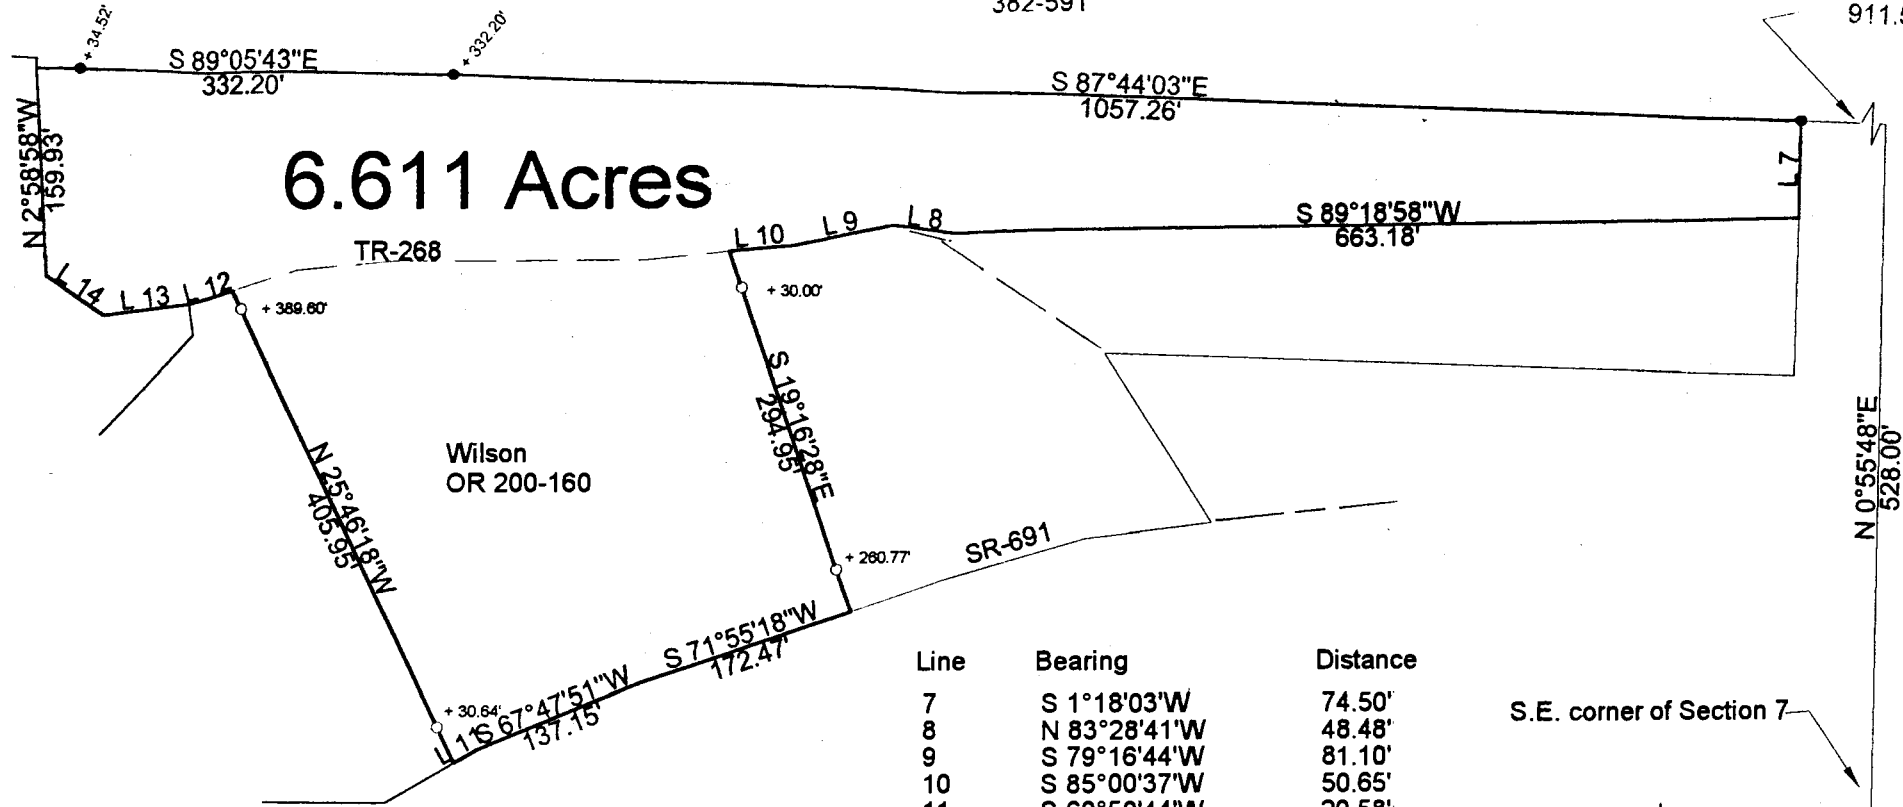 382-591
+ 34.52'
+ 332.20'
S 89°05'43"E
332.20'
S 87°44'03"E
1057.26'
N 2°58'58"W
159.93'
6.611 Acres
L 7
L 10
L 9
L 8
S 89°18'58"W
663.18'
TR-268
L 14
L 13
L 12
+ 389.60'
+ 30.00'
S 19°16'28"E
294.95'
N 25°46'18"W
405.95'
Wilson
OR 200-160
N 0°55'48"E
528.00'
+ 260.77'
SR-691
S 71°55'18"W
172.47'
+ 30.64'
L 11
S 67°47'51"W
137.15'
Line Bearing Distance
7 S 1°18'03'W 74.50'
8 N 83°28'41'W 48.48'
9 S 79°16'44'W 81.10'
10 S 85°00'37'W 50.65'
S.E. corner of Section 7